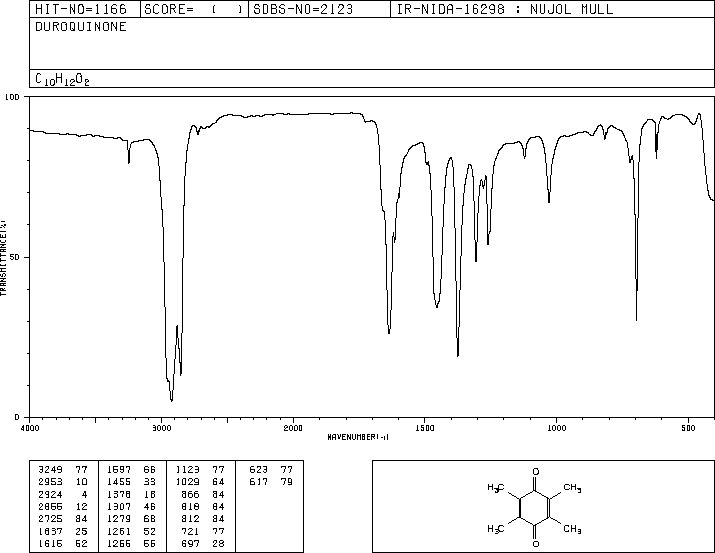 HIT-NO=1166 SCORE= ( ) SDBS-NO=2123 IR-NIDA-16298 : NUJOL MULL
DUROQUINONE
C10H12O2
100
50
0
TRANSMITTANCE(%)
4000 3000 2000 1500 1000 500
WAVENUMBER(-1)
3249 77 1597 66 1123 77 623 77
2953 10 1455 33 1029 64 617 79
2924 4 1378 18 866 84
2866 12 1307 46 818 84
2725 84 1279 68 812 84
1637 25 1261 52 721 77
1616 62 1256 56 697 28
O
H3C CH3
H3C CH3
O